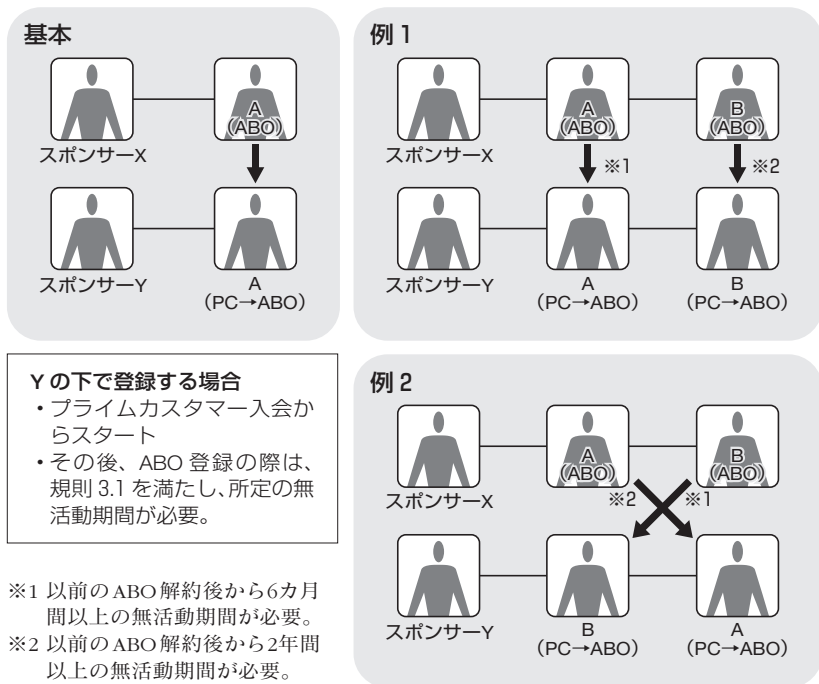 基本
A
(ABO)
スポンサーX
スポンサーY
A
(PC→ABO)
例 1
A
(ABO)
B
(ABO)
スポンサーX
※1
※2
スポンサーY
A
(PC→ABO)
B
(PC→ABO)
Y の下で登録する場合
・プライムカスタマー入会か
らスタート
・その後、ABO 登録の際は、
規則 3.1 を満たし、所定の無
活動期間が必要。
※1 以前のABO解約後から6カ月
間以上の無活動期間が必要。
※2 以前のABO解約後から2年間
以上の無活動期間が必要。
例 2
A
(ABO)
B
(ABO)
スポンサーX
※2
※1
スポンサーY
B
(PC→ABO)
A
(PC→ABO)